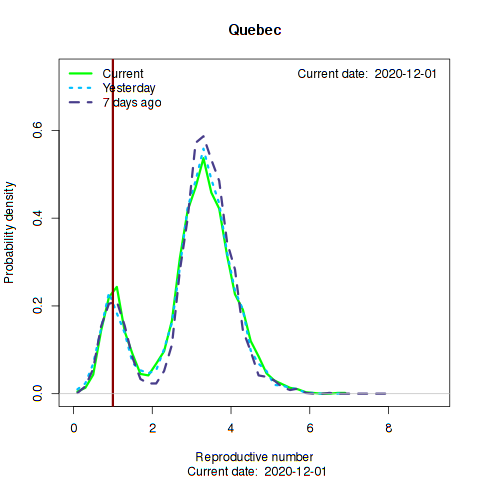 Quebec
Current
Yesterday
7 days ago
Current date: 2020-12-01
Probability density
0.6
0.4
0.2
0.0
0 2 4 6 8
Reproductive number
Current date: 2020-12-01